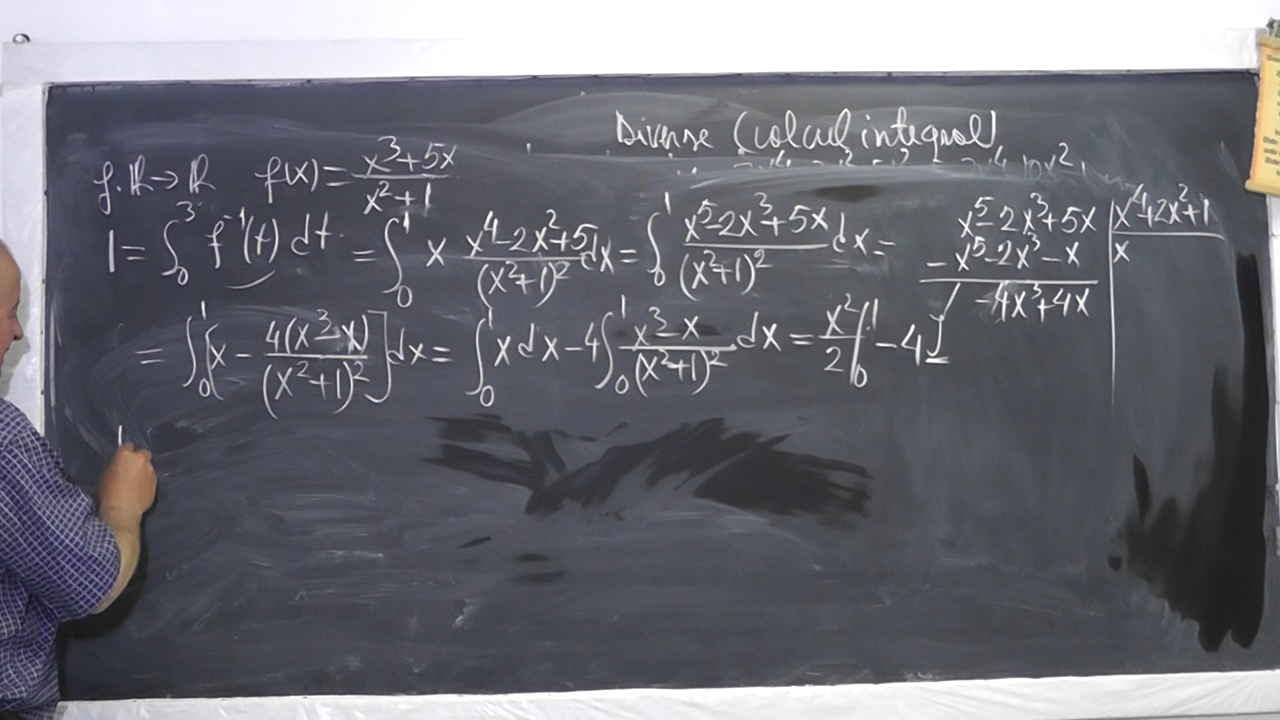 Diverse (calcul integral)
f: ℝ → ℝ f(x) = (x³+5x)/(x²+1)
I = ∫₀³ f⁻¹(t) dt = ∫₀¹ x (x⁴-2x²+5)/(x²+1)² dx = ∫₀¹ (x⁵-2x³+5x)/(x²+1)² dx =
= ∫₀¹ [x - 4(x³-x)/(x²+1)²] dx = ∫₀¹ x dx - 4 ∫₀¹ (x³-x)/(x²+1)² dx = x²/2 |₀¹ - 4J
x⁵-2x³+5x | x⁴+2x²+1
-x⁵-2x³-x | x
/ -4x³+4x